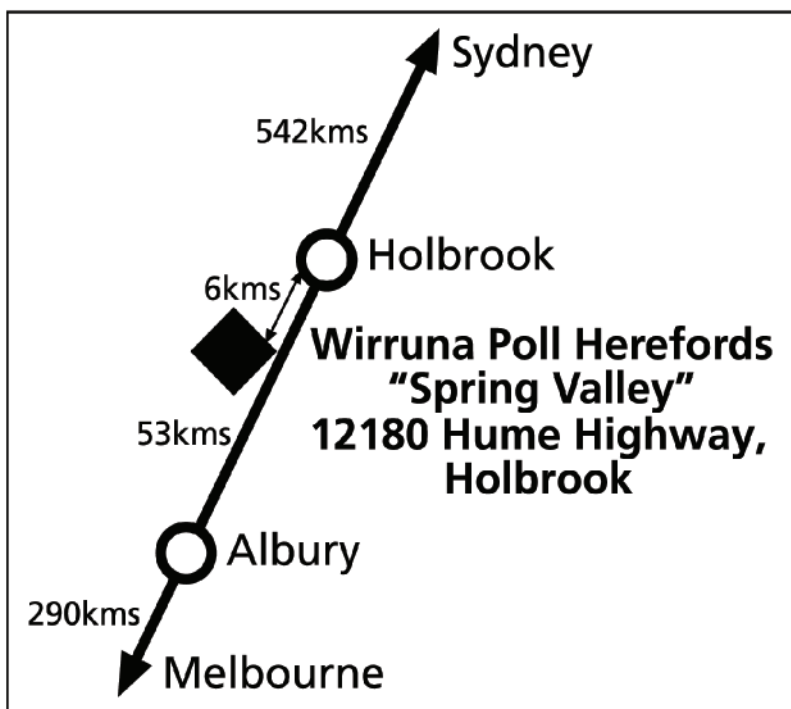 Sydney
542kms
Holbrook
6kms
Wirruna Poll Herefords
“Spring Valley”
12180 Hume Highway,
Holbrook
53kms
Albury
290kms
Melbourne